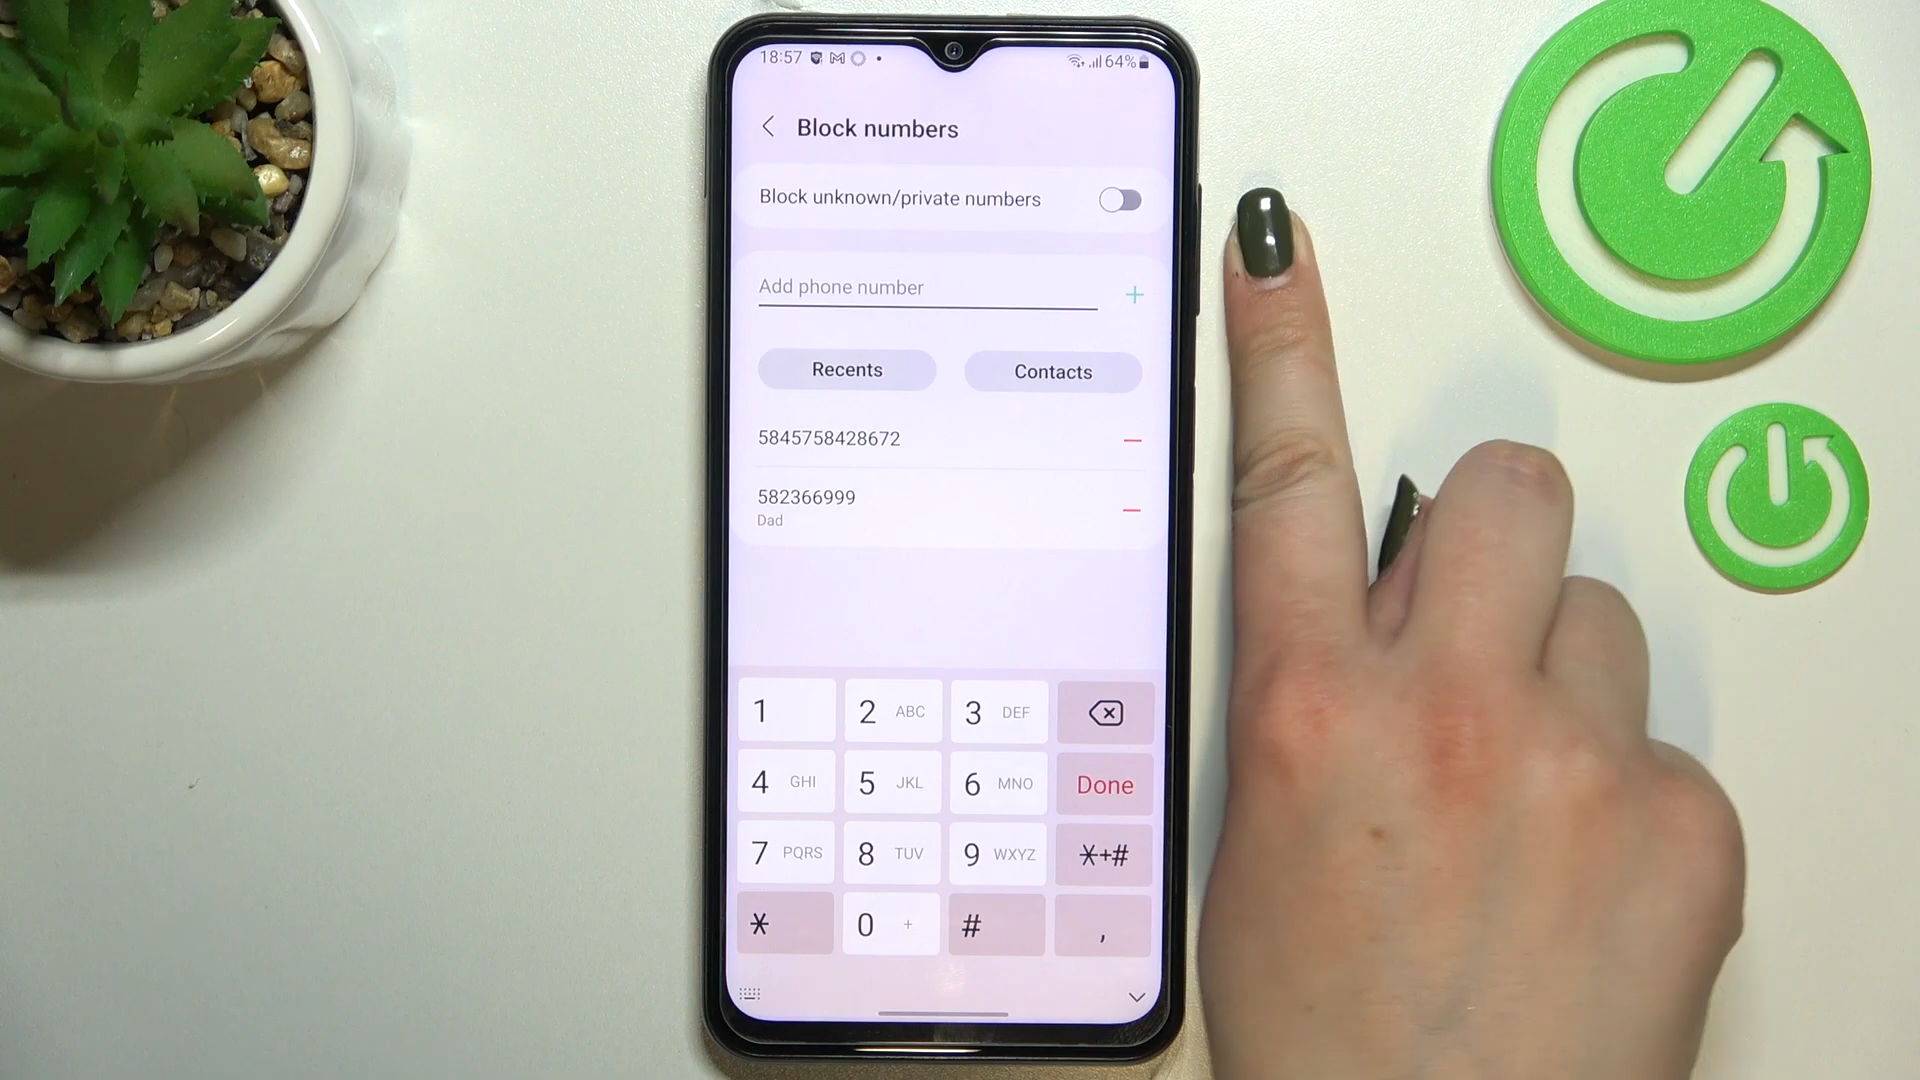 18:57 64%
Block numbers
Block unknown/private numbers
Add phone number +
Recents Contacts
5845758428672
582366999
Dad
1 2 ABC 3 DEF
4 GHI 5 JKL 6 MNO Done
7 PQRS 8 TUV 9 WXYZ *+#
* 0 + # ,